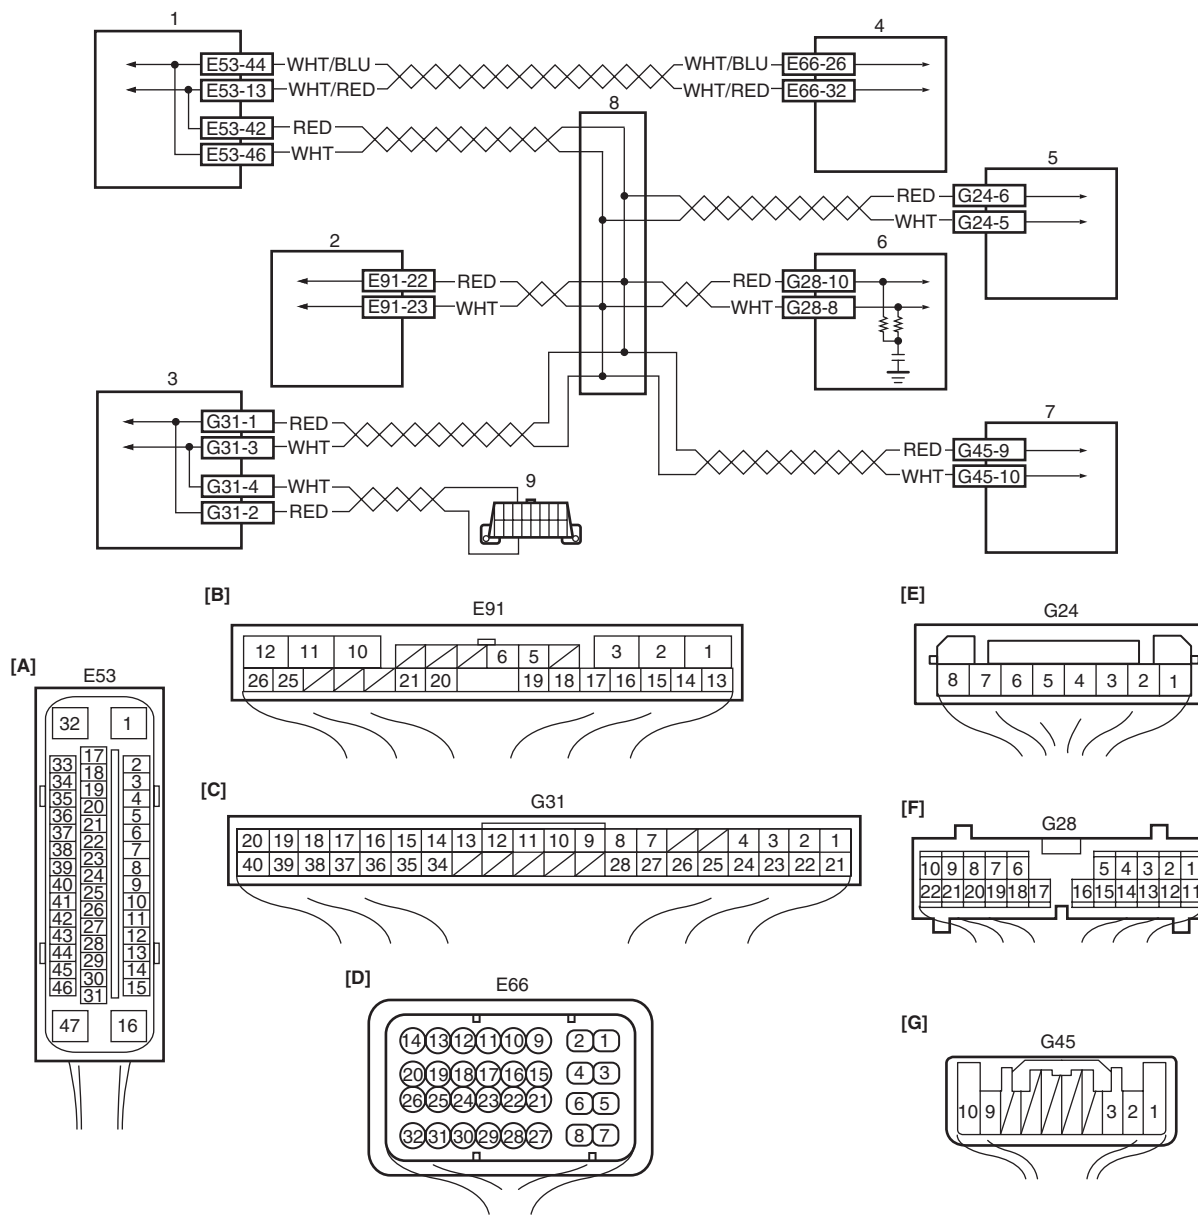 1
E53-44 WHT/BLU WHT/BLU E66-26
4
E53-13 WHT/RED WHT/RED E66-32
8
E53-42 RED
E53-46 WHT
5
RED G24-6
WHT G24-5
2
6
E91-22 RED RED G28-10
E91-23 WHT WHT G28-8
3
7
G31-1 RED
G31-3 WHT
RED G45-9
WHT G45-10
G31-4 WHT
9
G31-2 RED
[A]
E53
32 1
33 17 2
34 18 3
35 19 4
36 20 5
37 21 6
38 22 7
39 23 8
40 24 9
41 25 10
42 26 11
43 27 12
44 28 13
45 29 14
46 30 15
31
47 16
[B]
E91
12 11 10 6 5 3 2 1
26 25 21 20 19 18 17 16 15 14 13
[C]
G31
20 19 18 17 16 15 14 13 12 11 10 9 8 7 4 3 2 1
40 39 38 37 36 35 34 28 27 26 25 24 23 22 21
[D]
E66
14 13 12 11 10 9 2 1
20 19 18 17 16 15 4 3
26 25 24 23 22 21 6 5
32 31 30 29 28 27 8 7
[E]
G24
8 7 6 5 4 3 2 1
[F]
G28
10 9 8 7 6 5 4 3 2 1
22 21 20 19 18 17 16 15 14 13 12 11
[G]
G45
10 9 3 2 1